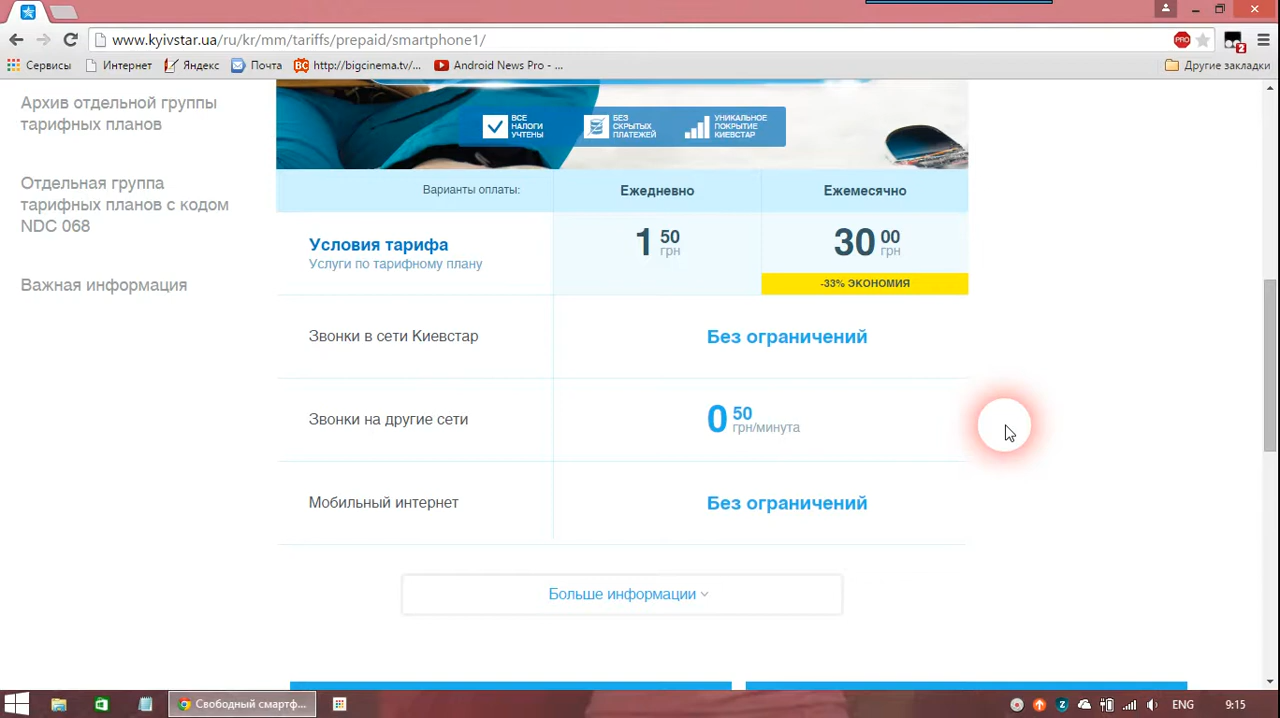 www.kyivstar.ua/ru/kr/mm/tariffs/prepaid/smartphone1/
PRO
2
Сервисы
Интернет
Яндекс
Почта
BC
http://bigcinema.tv/...
Android News Pro - ...
Другие закладки
Архив отдельной группы
тарифных планов
Отдельная группа
тарифных планов с кодом
NDC 068
Важная информация
ВСЕ
НАЛОГИ
УЧТЕНЫ
БЕЗ
СКРЫТЫХ
ПЛАТЕЖЕЙ
УНИКАЛЬНОЕ
ПОКРЫТИЕ
КИЕВСТАР
Варианты оплаты:
Ежедневно
Ежемесячно
Условия тарифа
Услуги по тарифному плану
1 50
грн
30 00
грн
-33% ЭКОНОМИЯ
Звонки в сети Киевстар
Без ограничений
Звонки на другие сети
0 50
грн/минута
Мобильный интернет
Без ограничений
Больше информации
Свободный смартф...
ENG
9:15